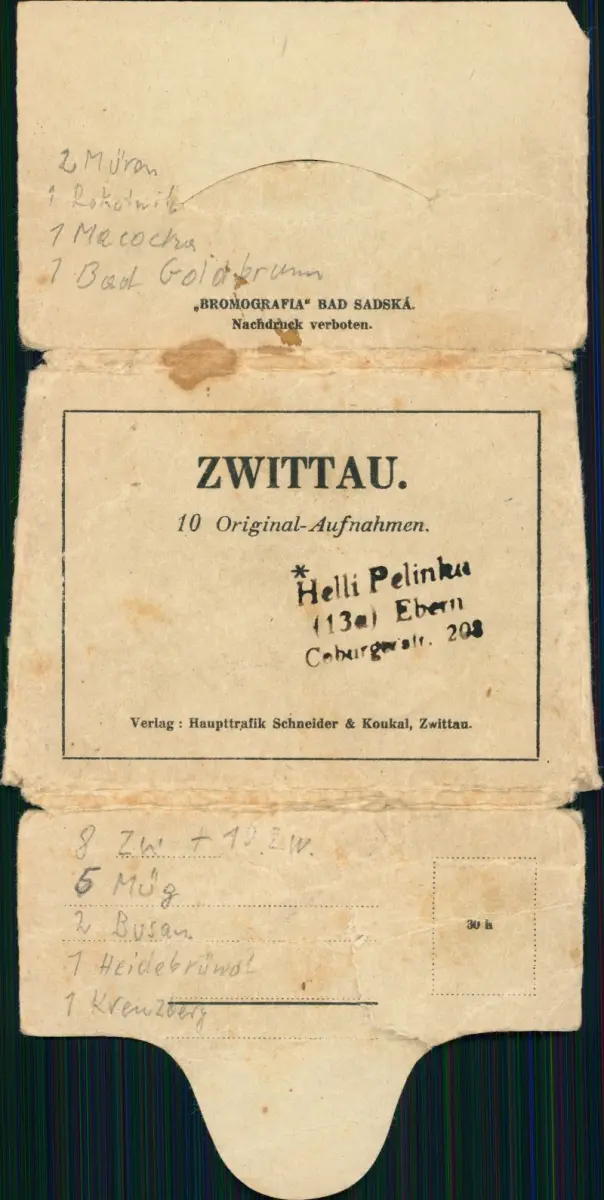 2 Müran
1 Rokitnitz
1 Macocha
1 Bad Goldbrunn
„BROMOGRAFIA“ BAD SADSKÁ.
Nachdruck verboten.
ZWITTAU.
10 Original-Aufnahmen.
*
Helli Pelinka
(13a) Ebern
Coburgerstr. 208
Verlag : Haupttrafik Schneider & Koukal, Zwittau.
8 Zw. + 10 Zw.
5 Müg
2 Busau
1 Heidebrünnl
1 Kreuzberg
30 h